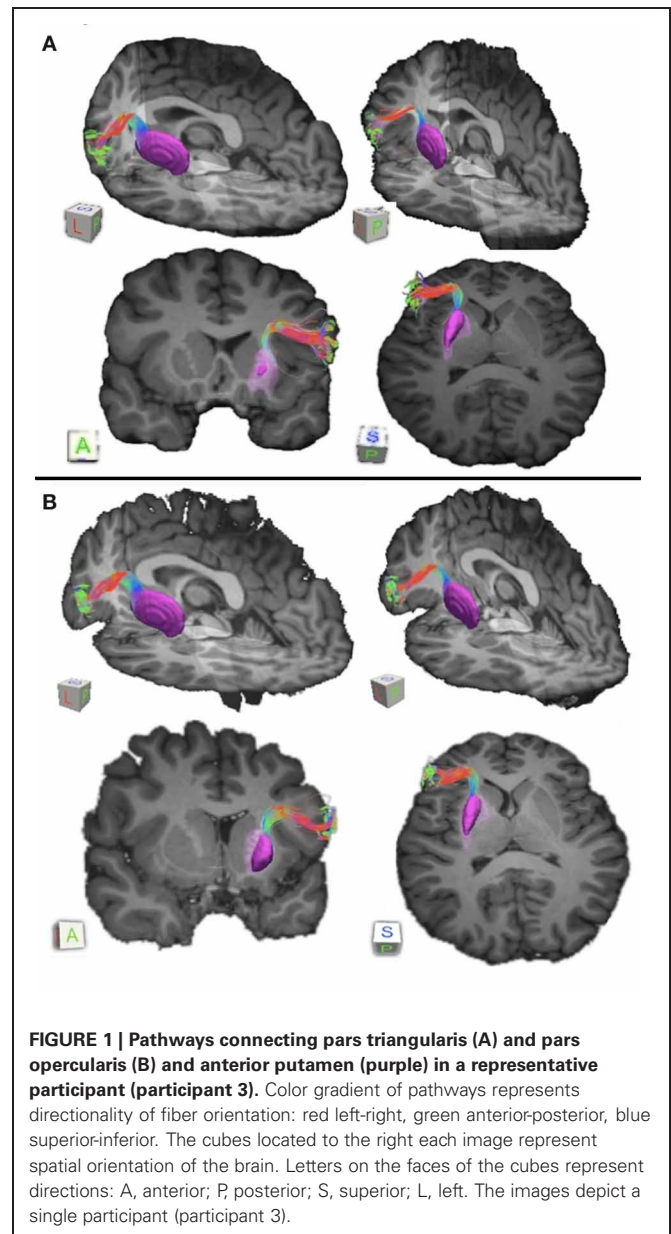 A
S
L
P
A
S
P
B
L
P
A
S
P
FIGURE 1 | Pathways connecting pars triangularis (A) and pars
opercularis (B) and anterior putamen (purple) in a representative
participant (participant 3). Color gradient of pathways represents
directionality of fiber orientation: red left-right, green anterior-posterior, blue
superior-inferior. The cubes located to the right each image represent
spatial orientation of the brain. Letters on the faces of the cubes represent
directions: A, anterior; P, posterior; S, superior; L, left. The images depict a
single participant (participant 3).